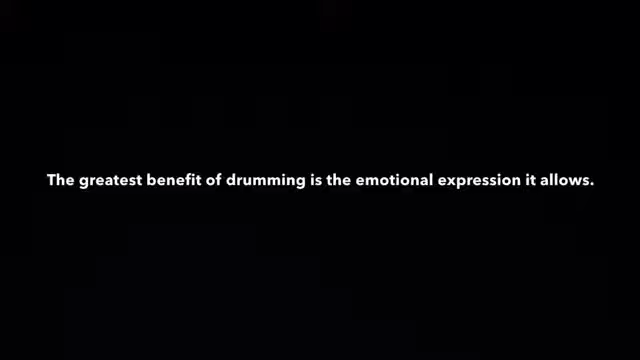 The greatest benefit of drumming is the emotional expression it allows.